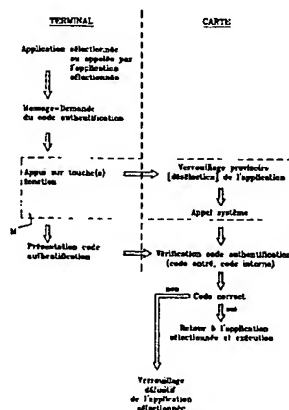 TERMINAL
CARTE
Application sélectionnée
ou appelée par
l'application
sélectionnée
Message-Demande
du code authentification
Appui sur touche(s)
fonction
Verrouillage provisoire
[désélection] de l'application
Appel système
M
Présentation code
authentification
Vérification code authentification
(code entré, code interne)
non
Code correct
oui
Retour à l'application
sélectionnée et exécution
Verrouillage
définitif
de l'application
sélectionnée